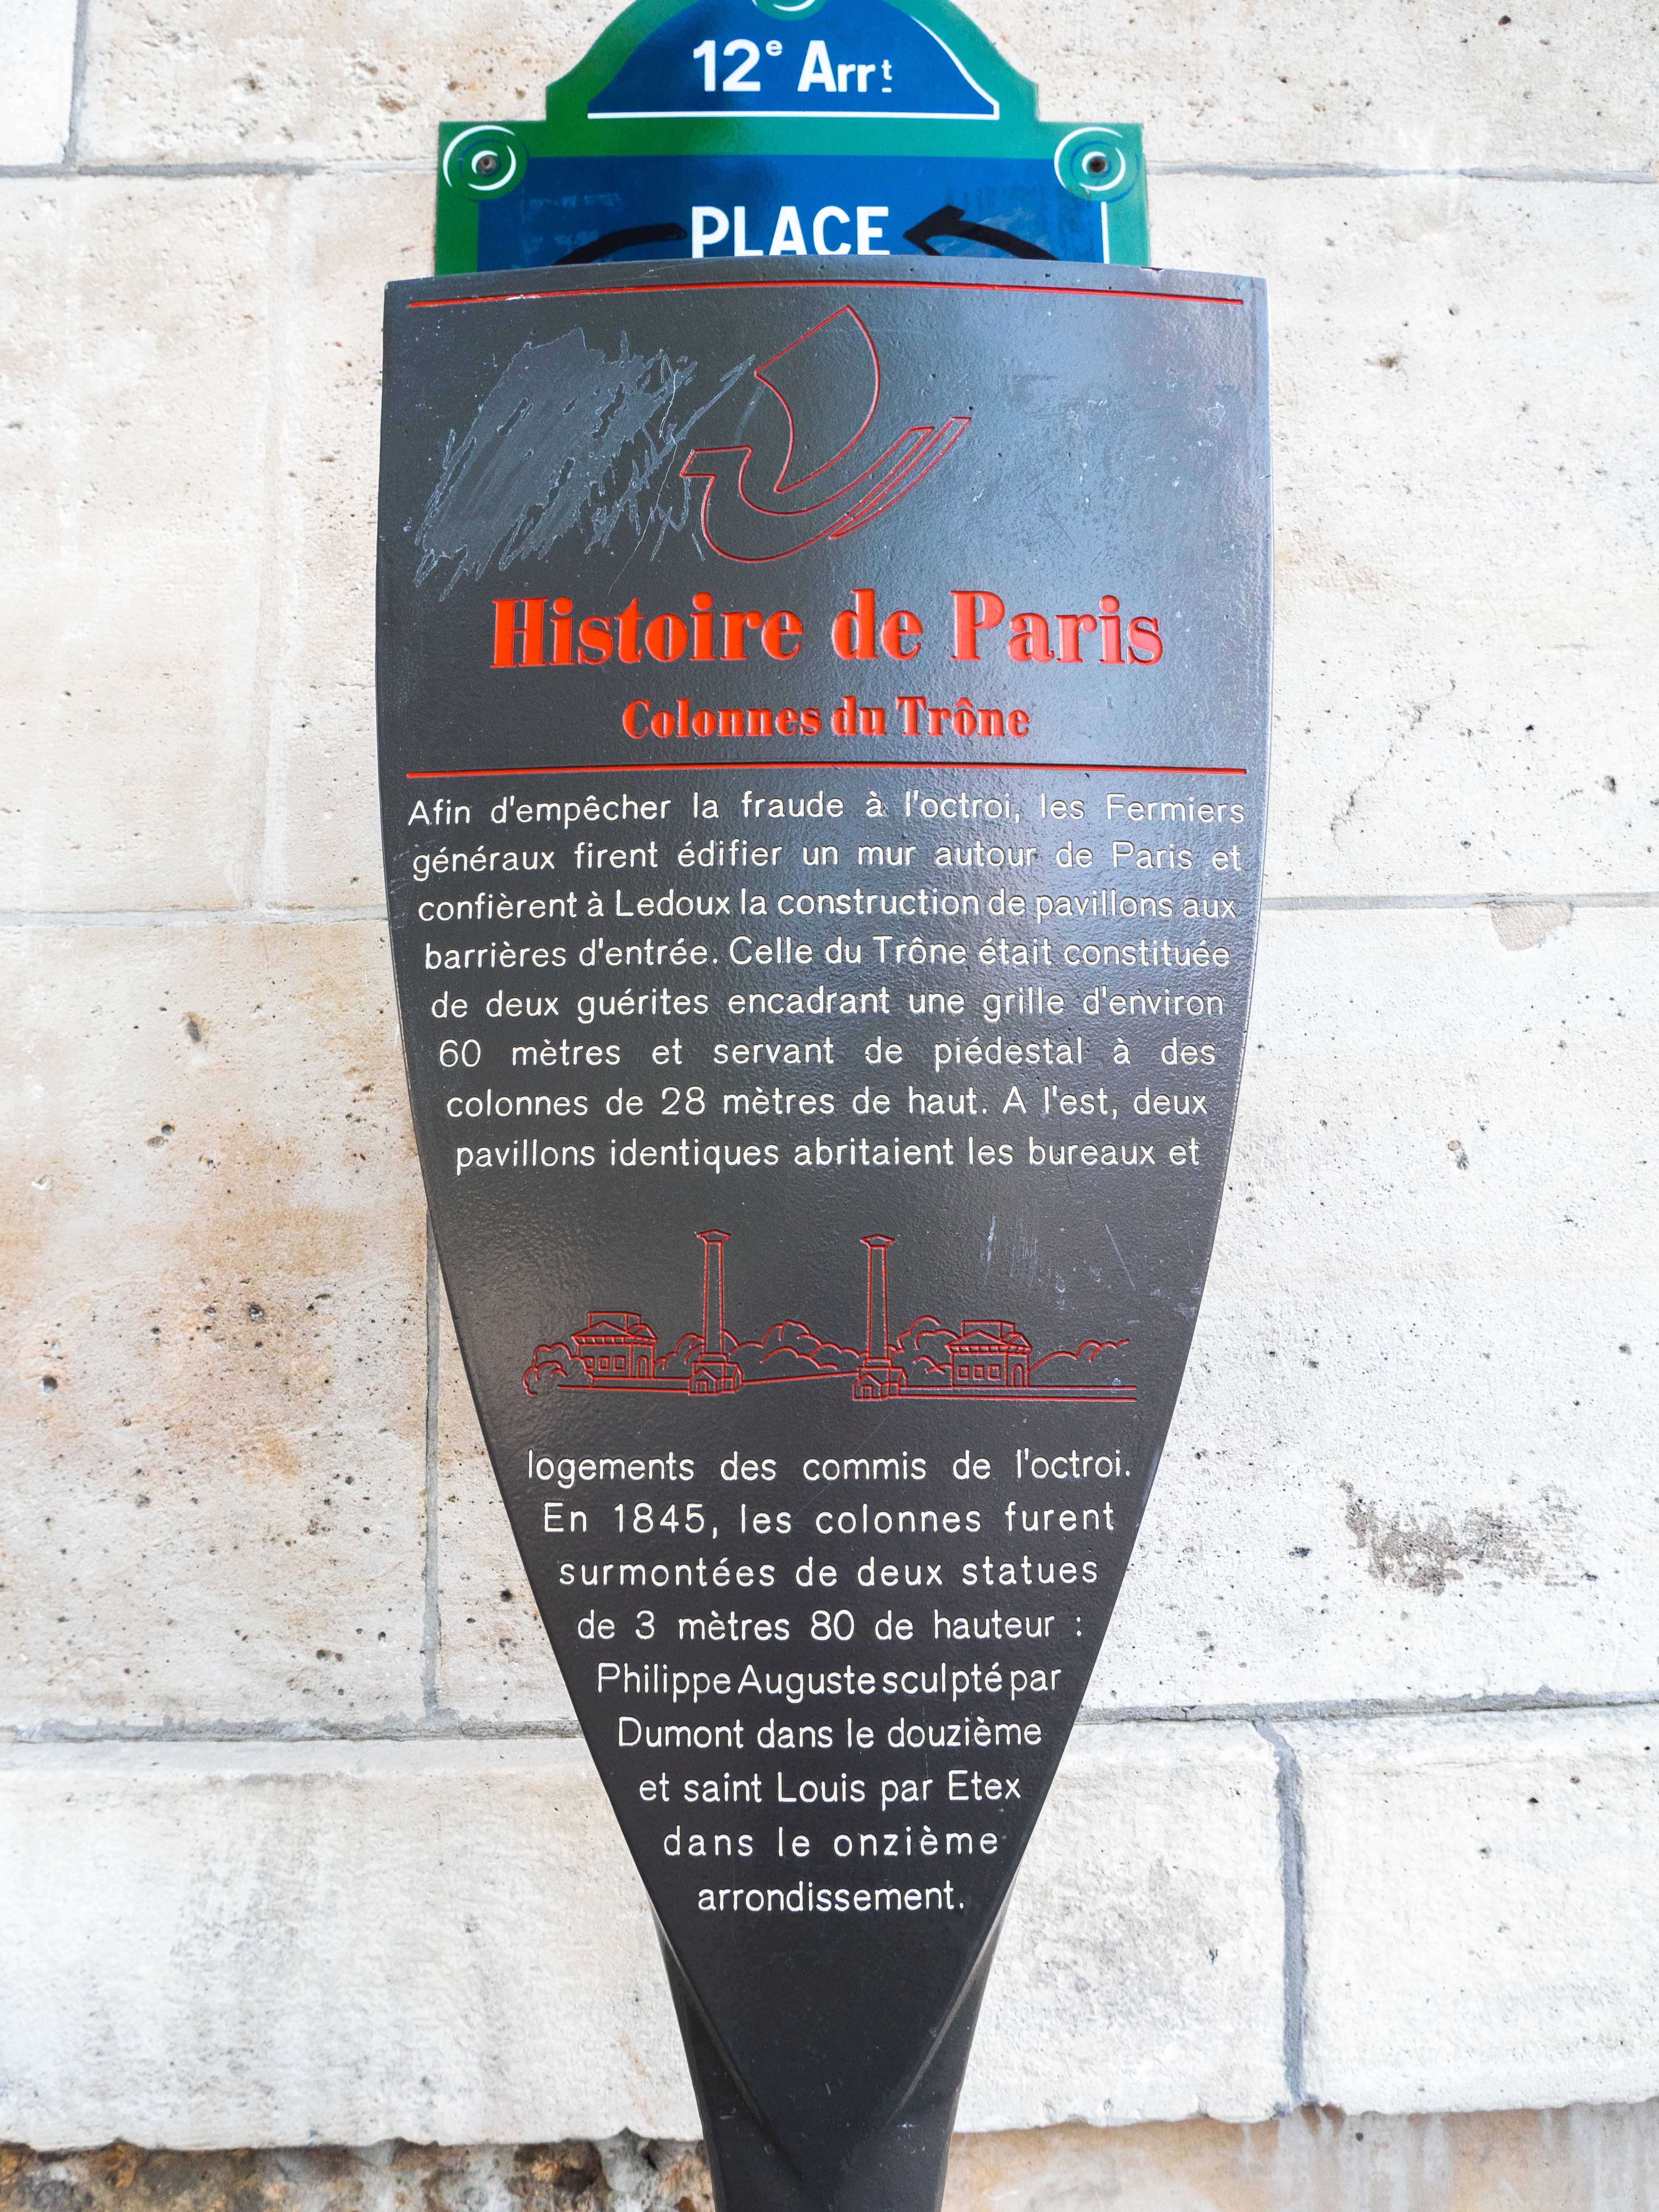 12e Arrt
PLACE
Histoire de Paris
Colonnes du Trône
Afin d'empêcher la fraude à l'octroi, les Fermiers
généraux firent édifier un mur autour de Paris et
confièrent à Ledoux la construction de pavillons aux
barrières d'entrée. Celle du Trône était constituée
de deux guérites encadrant une grille d'environ
60 mètres et servant de piédestal à des
colonnes de 28 mètres de haut. A l'est, deux
pavillons identiques abritaient les bureaux et
logements des commis de l'octroi.
En 1845, les colonnes furent
surmontées de deux statues
de 3 mètres 80 de hauteur :
Philippe Auguste sculpté par
Dumont dans le douzième
et saint Louis par Etex
dans le onzième
arrondissement.